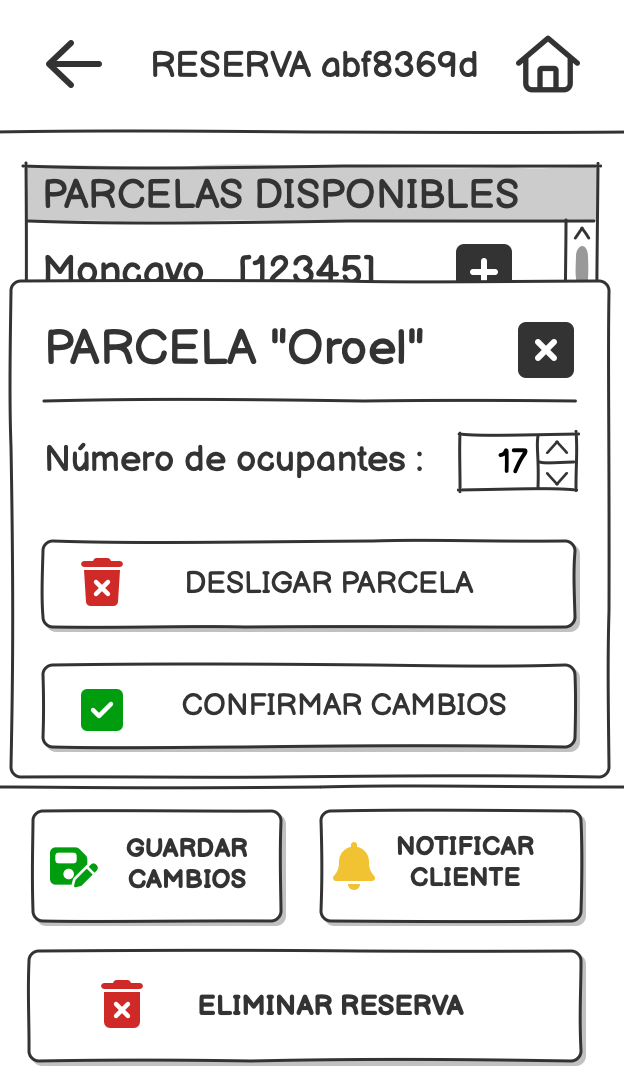 RESERVA abf8369d
PARCELAS DISPONIBLES
Moncayo [12345]
PARCELA "Oroel"
Número de ocupantes : 17
DESLIGAR PARCELA
CONFIRMAR CAMBIOS
GUARDAR
CAMBIOS
NOTIFICAR
CLIENTE
ELIMINAR RESERVA